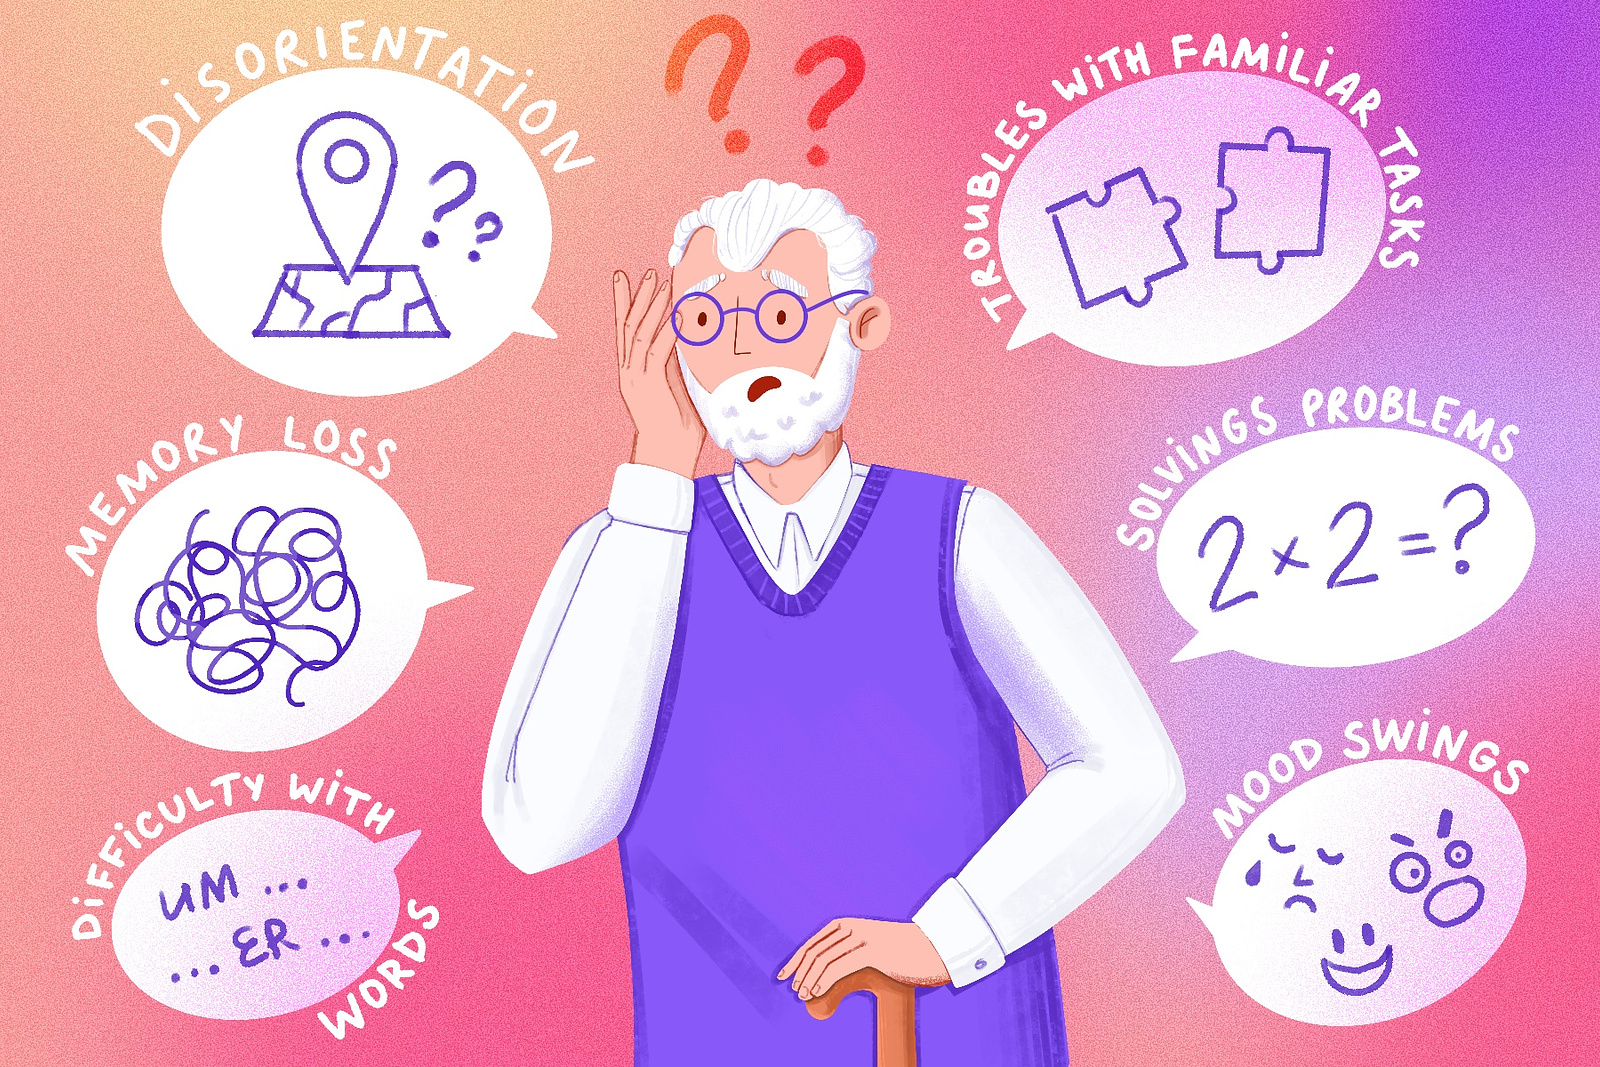 DISORIENTATION
??
MEMORY LOSS
DIFFICULTY WITH
WORDS
UM ...
... ER ...
??
TROUBLES WITH FAMILIAR TASKS
SOLVINGS PROBLEMS
2 × 2 = ?
MOOD SWINGS